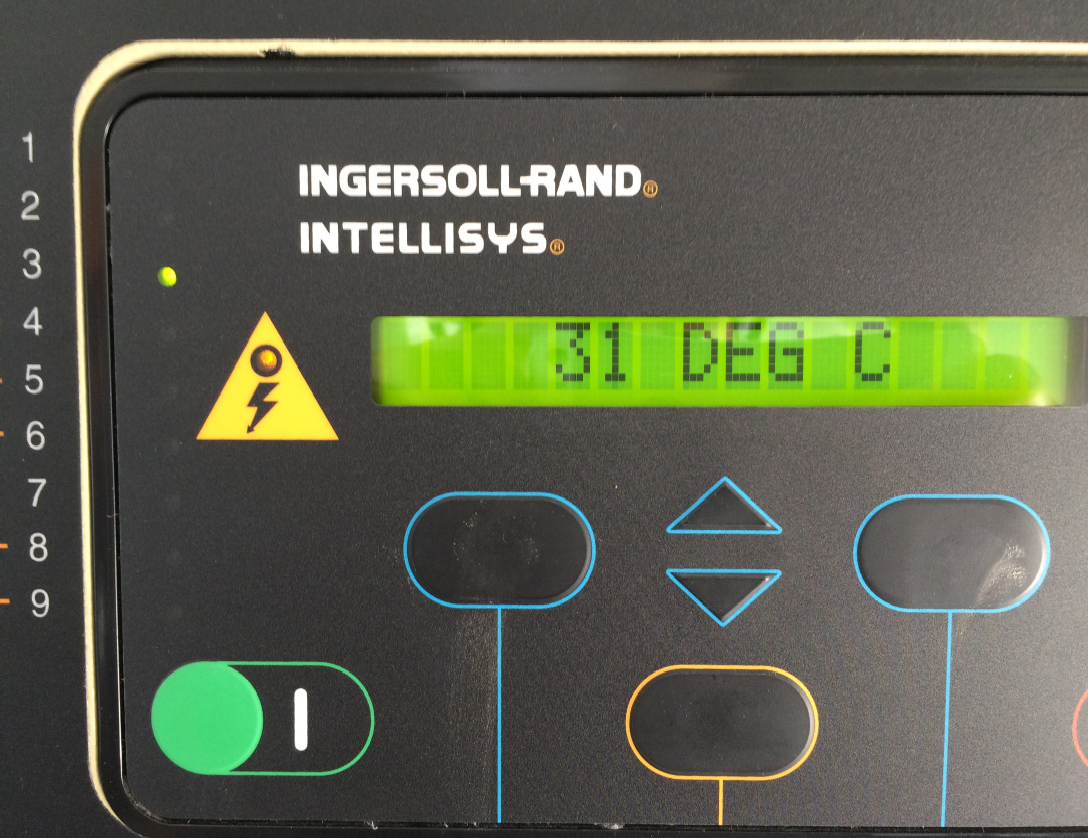 INGERSOLL-RAND®
INTELLISYS®
31 DEG C
1
2
3
4
5
6
7
8
9
I